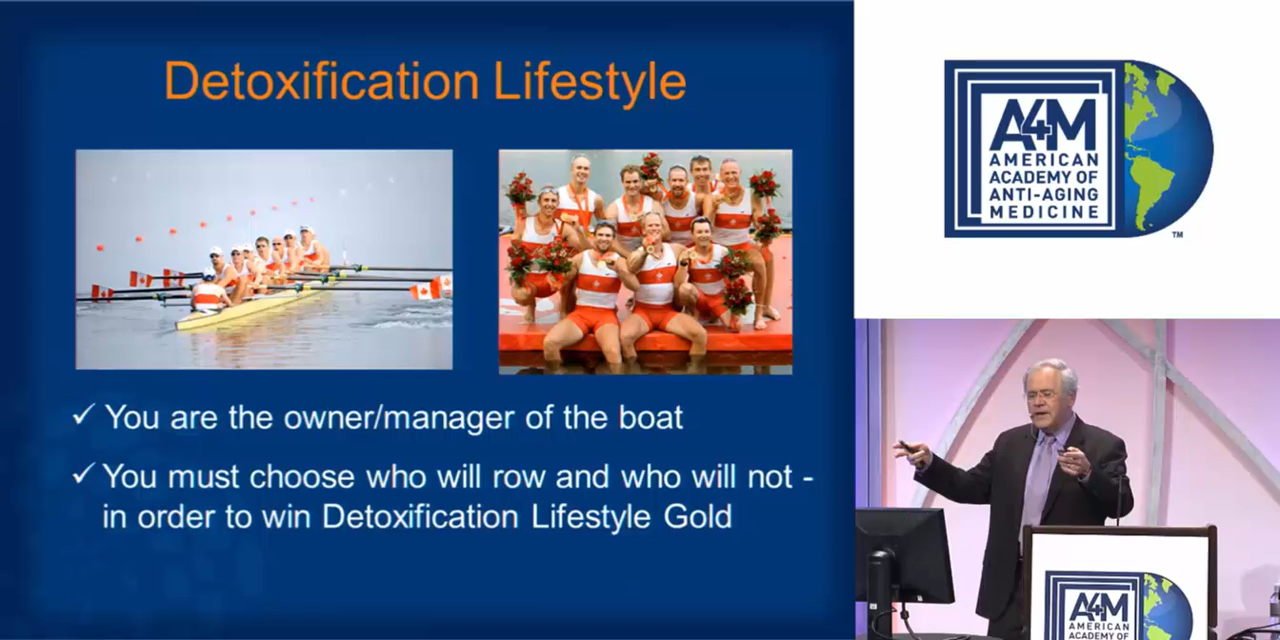 Detoxification Lifestyle
✓ You are the owner/manager of the boat
✓ You must choose who will row and who will not -
in order to win Detoxification Lifestyle Gold
A4M
AMERICAN
ACADEMY OF
ANTI-AGING
MEDICINE
TM
A4M
AMERICAN
ACADEMY OF